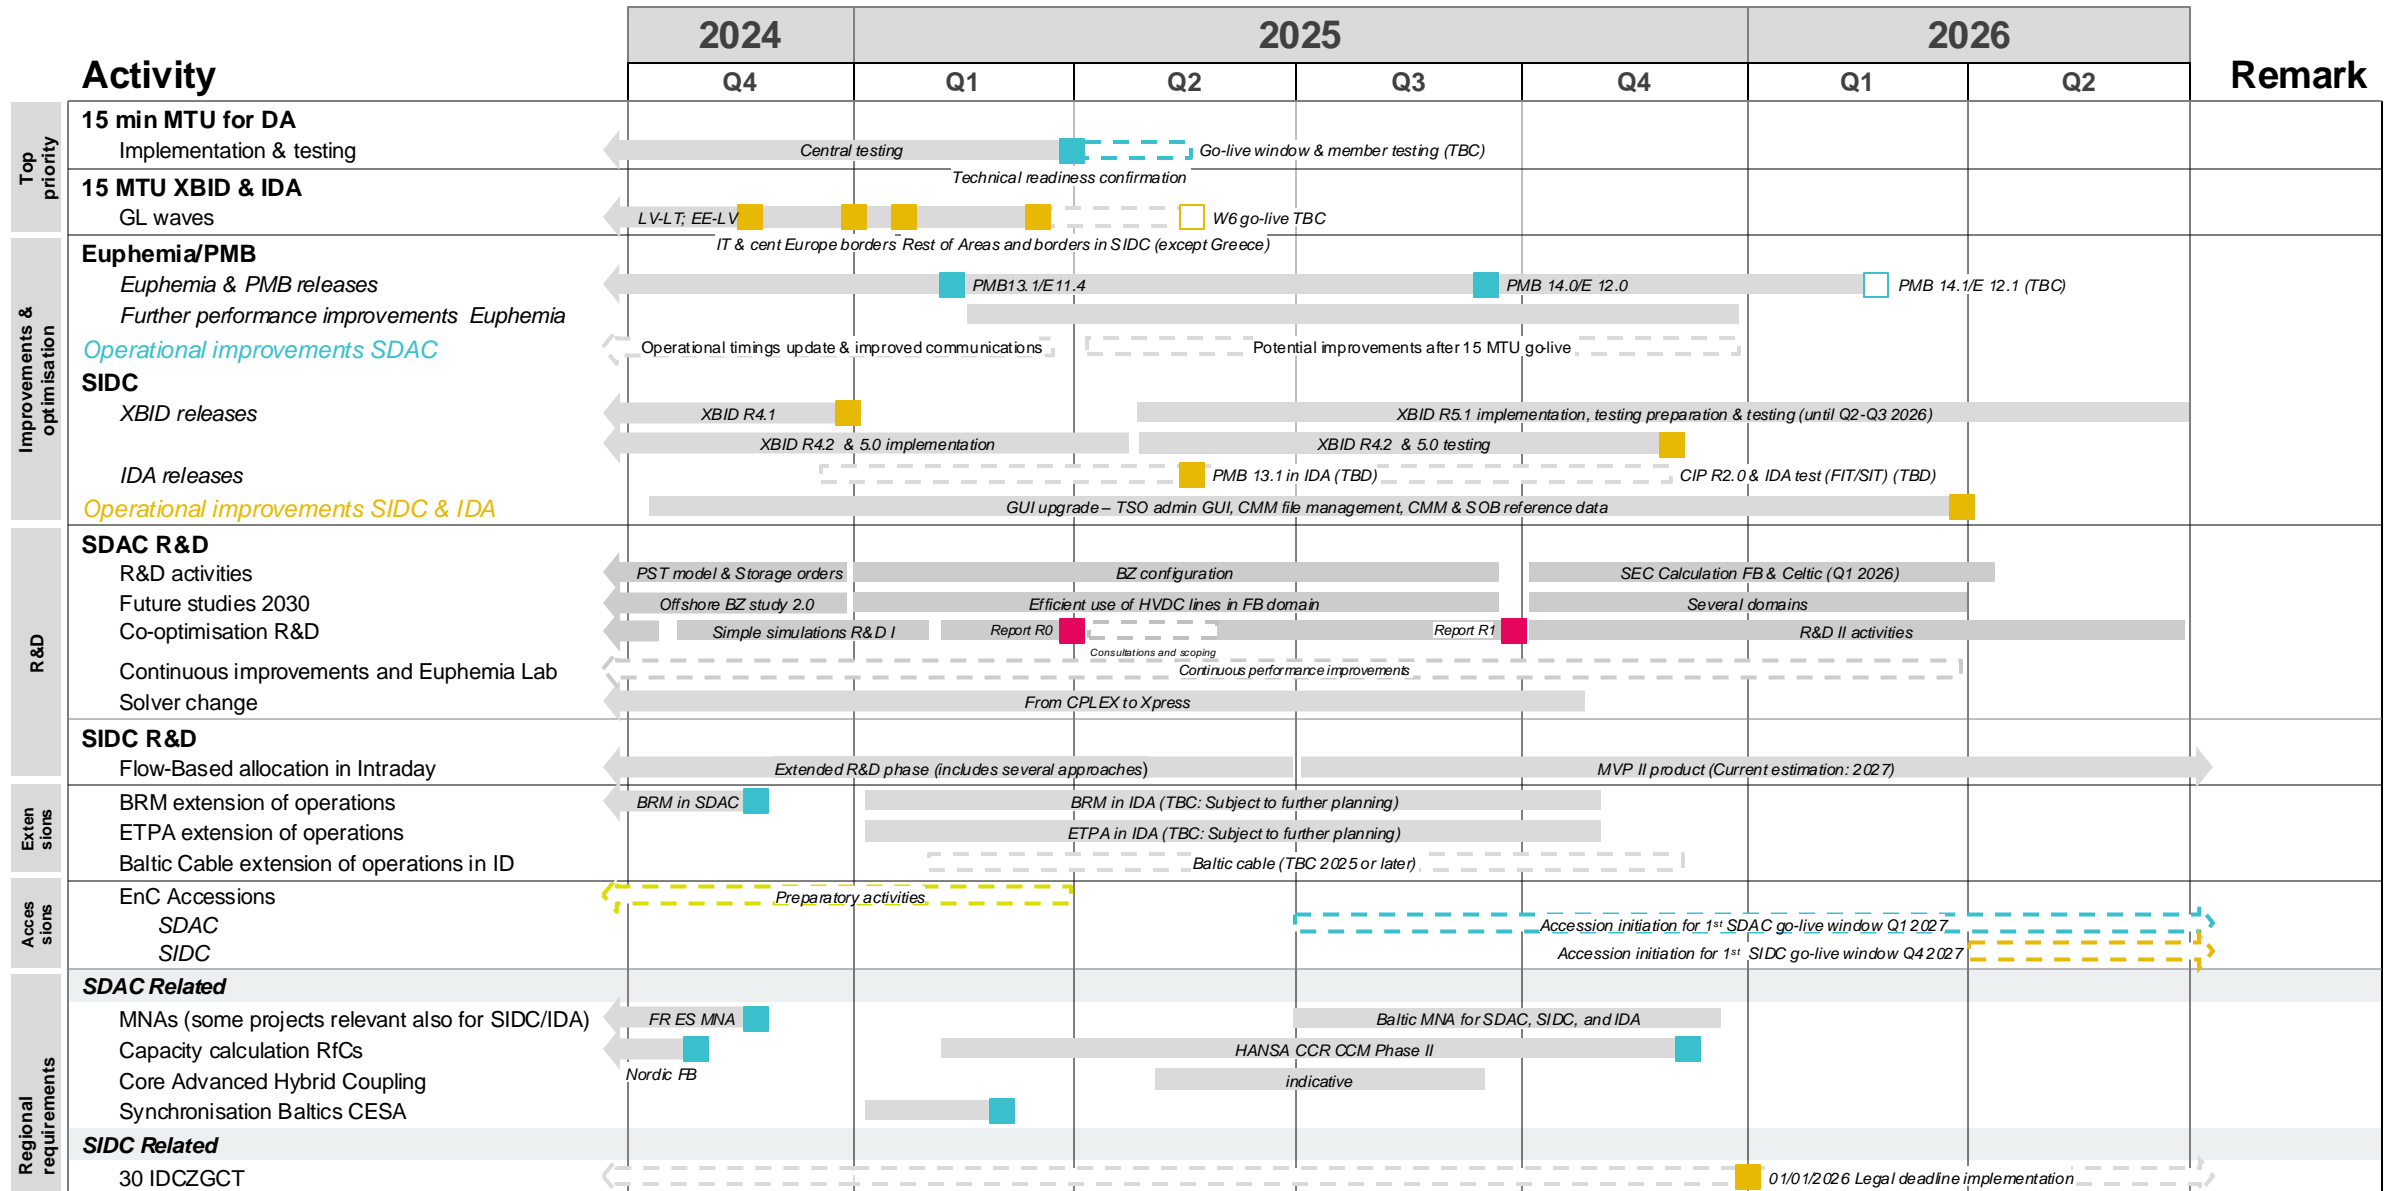 2024 2025 2026
Activity Q4 Q1 Q2 Q3 Q4 Q1 Q2 Remark
Top
priority
15 min MTU for DA
Implementation & testing Central testing Go-live window & member testing (TBC)
Technical readiness confirmation
15 MTU XBID & IDA
GL waves LV-LT; EE-LV W6 go-live TBC
IT & cent Europe borders Rest of Areas and borders in SIDC (except Greece)
Improvements &
optimisation
Euphemia/PMB
Euphemia & PMB releases PMB13.1/E11.4 PMB 14.0/E 12.0 PMB 14.1/E 12.1 (TBC)
Further performance improvements Euphemia
Operational improvements SDAC Operational timings update & improved communications Potential improvements after 15 MTU go-live
SIDC
XBID releases XBID R4.1 XBID R5.1 implementation, testing preparation & testing (until Q2-Q3 2026)
XBID R4.2 & 5.0 implementation XBID R4.2 & 5.0 testing
IDA releases PMB 13.1 in IDA (TBD) CIP R2.0 & IDA test (FIT/SIT) (TBD)
Operational improvements SIDC & IDA GUI upgrade – TSO admin GUI, CMM file management, CMM & SOB reference data
R&D
SDAC R&D
R&D activities PST model & Storage orders BZ configuration SEC Calculation FB & Celtic (Q1 2026)
Future studies 2030 Offshore BZ study 2.0 Efficient use of HVDC lines in FB domain Several domains
Co-optimisation R&D Simple simulations R&D I Report R0 Report R1 R&D II activities
Consultations and scoping
Continuous improvements and Euphemia Lab Continuous performance improvements
Solver change From CPLEX to Xpress
SIDC R&D
Flow-Based allocation in Intraday Extended R&D phase (includes several approaches) MVP II product (Current estimation: 2027)
Exten
sions
BRM extension of operations BRM in SDAC BRM in IDA (TBC: Subject to further planning)
ETPA extension of operations ETPA in IDA (TBC: Subject to further planning)
Baltic Cable extension of operations in ID Baltic cable (TBC 2025 or later)
Acces
sions
EnC Accessions Preparatory activities
SDAC Accession initiation for 1st SDAC go-live window Q1 2027
SIDC Accession initiation for 1st SIDC go-live window Q4 2027
Regional
requirements
SDAC Related
MNAs (some projects relevant also for SIDC/IDA) FR ES MNA Baltic MNA for SDAC, SIDC, and IDA
Capacity calculation RfCs HANSA CCR CCM Phase II
Nordic FB
Core Advanced Hybrid Coupling indicative
Synchronisation Baltics CESA
SIDC Related
30 IDCZGCT 01/01/2026 Legal deadline implementation